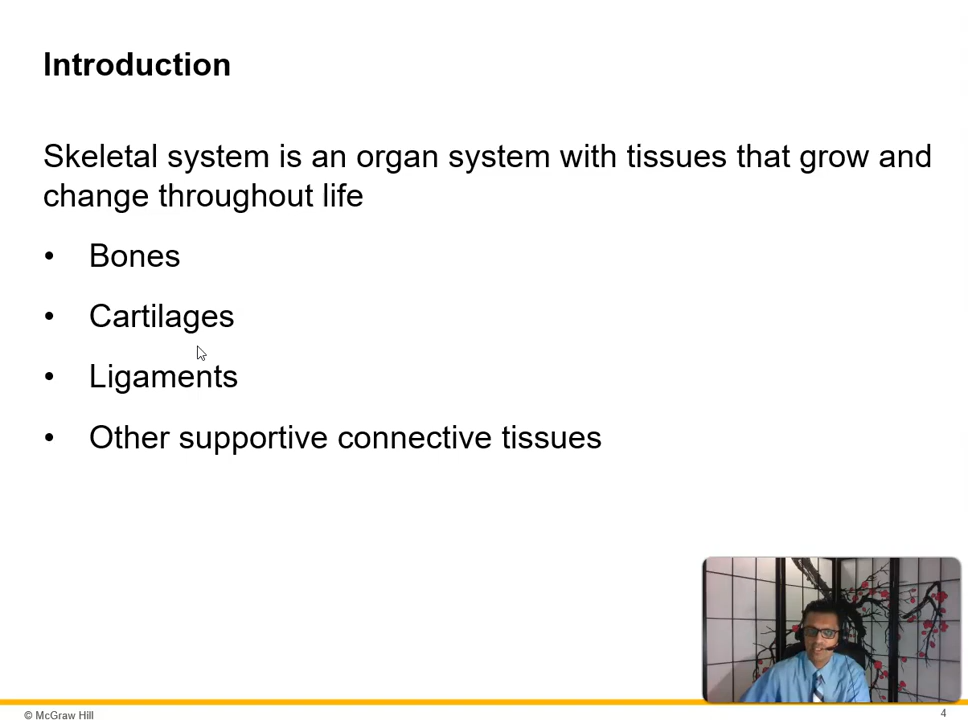 Introduction
Skeletal system is an organ system with tissues that grow and
change throughout life
• Bones
• Cartilages
• Ligaments
• Other supportive connective tissues
© McGraw Hill
4